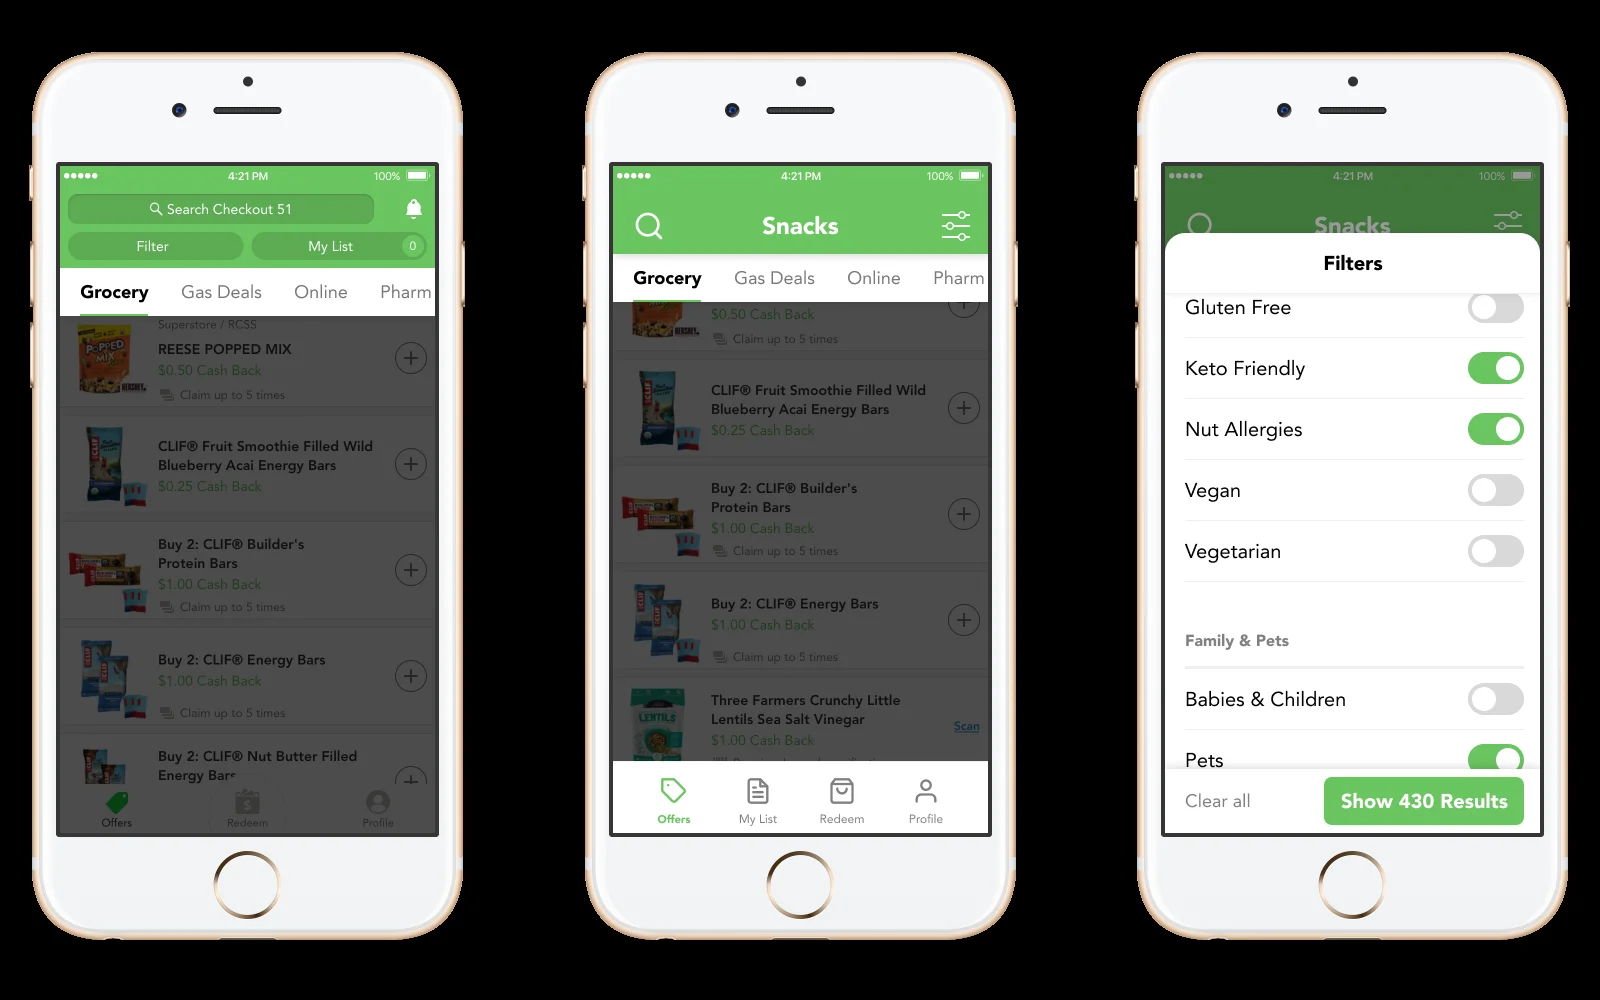 4:21 PM
100%
Search Checkout 51
Filter
My List
0
Grocery
Gas Deals
Online
Pharm
Superstore / RCSS
POPPED
MIX
HERSHEY
REESE POPPED MIX
$0.50 Cash Back
Claim up to 5 times
CLIF
CLIF® Fruit Smoothie Filled Wild
Blueberry Acai Energy Bars
$0.25 Cash Back
Buy 2: CLIF® Builder's
Protein Bars
$1.00 Cash Back
Claim up to 5 times
CLIF
Buy 2: CLIF® Energy Bars
$1.00 Cash Back
Claim up to 5 times
Buy 2: CLIF® Nut Butter Filled
Energy Bars
Offers
Redeem
Profile
4:21 PM
100%
Snacks
Grocery
Gas Deals
Online
Pharm
HERSHEY
$0.50 Cash Back
Claim up to 5 times
CLIF
CLIF® Fruit Smoothie Filled Wild
Blueberry Acai Energy Bars
$0.25 Cash Back
Buy 2: CLIF® Builder's
Protein Bars
$1.00 Cash Back
Claim up to 5 times
CLIF
Buy 2: CLIF® Energy Bars
$1.00 Cash Back
Claim up to 5 times
LENTILS
Three Farmers Crunchy Little
Lentils Sea Salt Vinegar
$1.00 Cash Back
Scan
Offers
My List
Redeem
Profile
4:21 PM
100%
Snacks
Filters
Gluten Free
Keto Friendly
Nut Allergies
Vegan
Vegetarian
Family & Pets
Babies & Children
Pets
Clear all
Show 430 Results